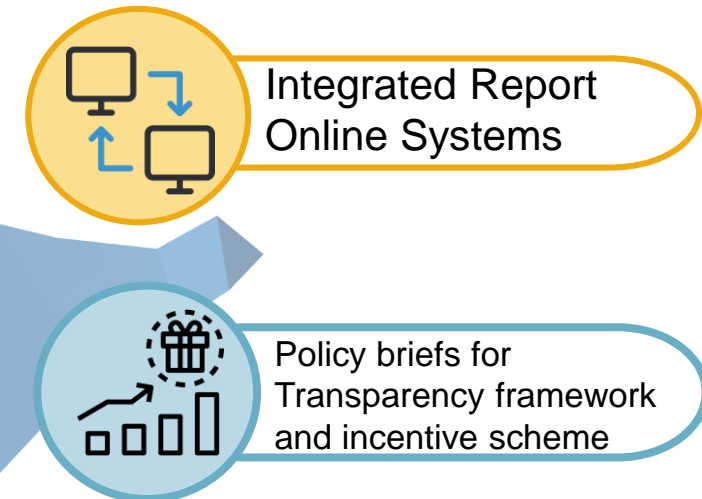 Integrated Report
Online Systems
Policy briefs for
Transparency framework
and incentive scheme